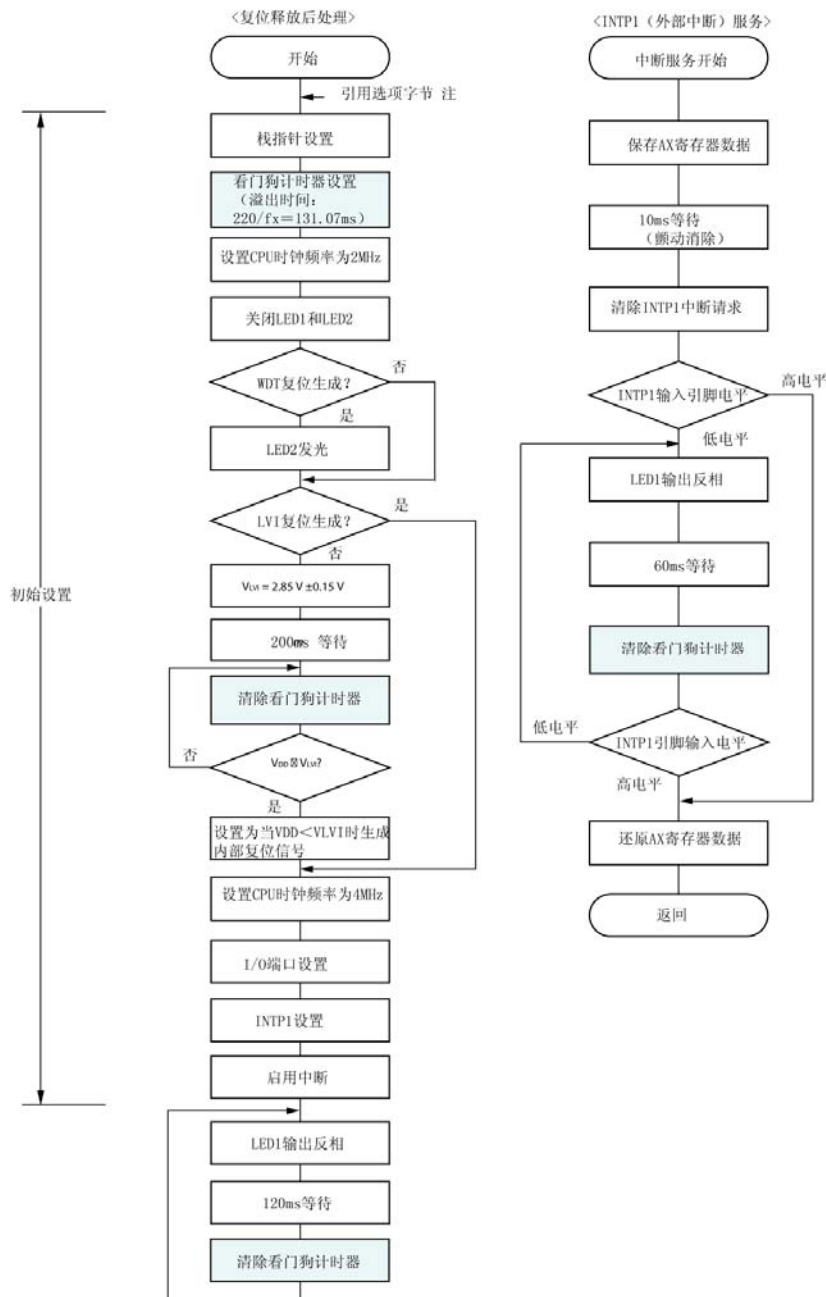 <复位释放后处理>
开始
引用选项字节 注
栈指针设置
看门狗计时器设置
（溢出时间：
220/fx＝131.07ms）
设置CPU时钟频率为2MHz
关闭LED1和LED2
WDT复位生成？
否
是
LED2发光
LVI复位生成？
是
否
VLVI = 2.85 V ±0.15 V
200ms 等待
清除看门狗计时器
否
VDD VLVI?
是
设置为当VDD＜VLVI时生成
内部复位信号
设置CPU时钟频率为4MHz
I/O端口设置
INTP1设置
启用中断
初始设置
LED1输出反相
120ms等待
清除看门狗计时器
<INTP1（外部中断）服务>
中断服务开始
保存AX寄存器数据
10ms等待
（颤动消除）
清除INTP1中断请求
INTP1输入引脚电平
高电平
低电平
LED1输出反相
60ms等待
清除看门狗计时器
低电平
INTP1引脚输入电平
高电平
还原AX寄存器数据
返回